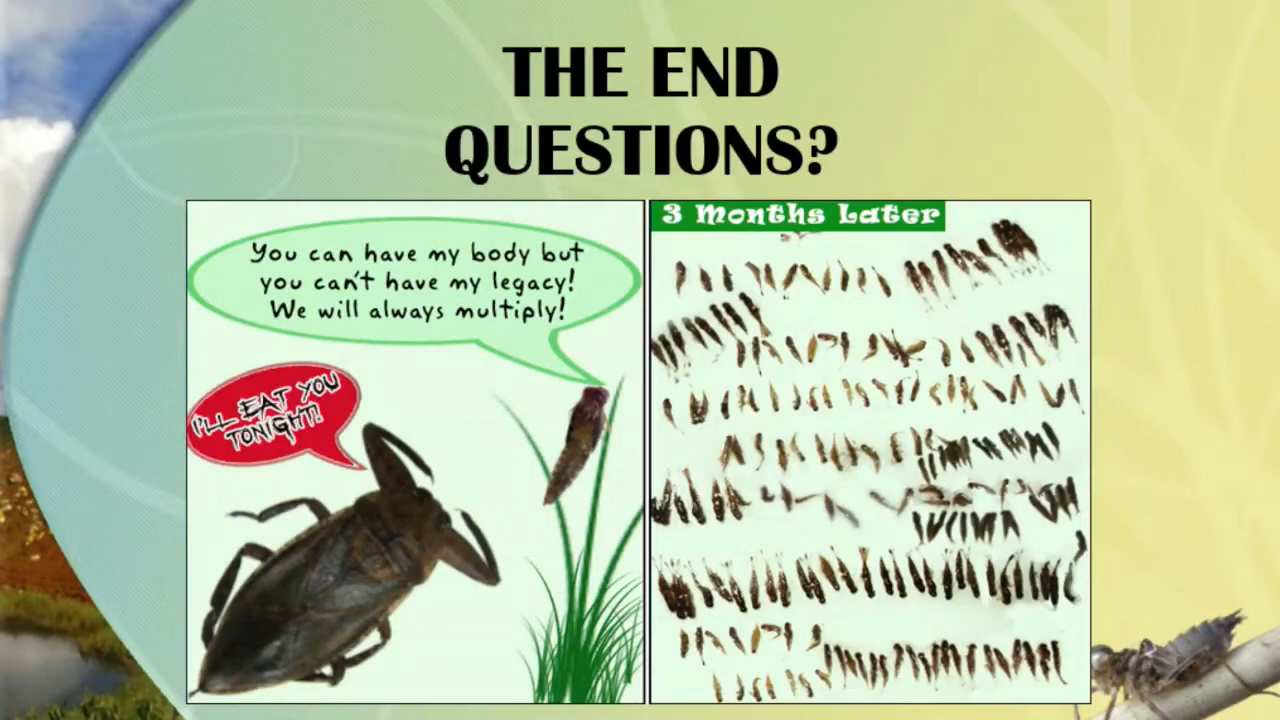 THE END
QUESTIONS?
You can have my body but
you can't have my legacy!
We will always multiply!
I'LL EAT YOU
TONIGHT!
3 Months Later